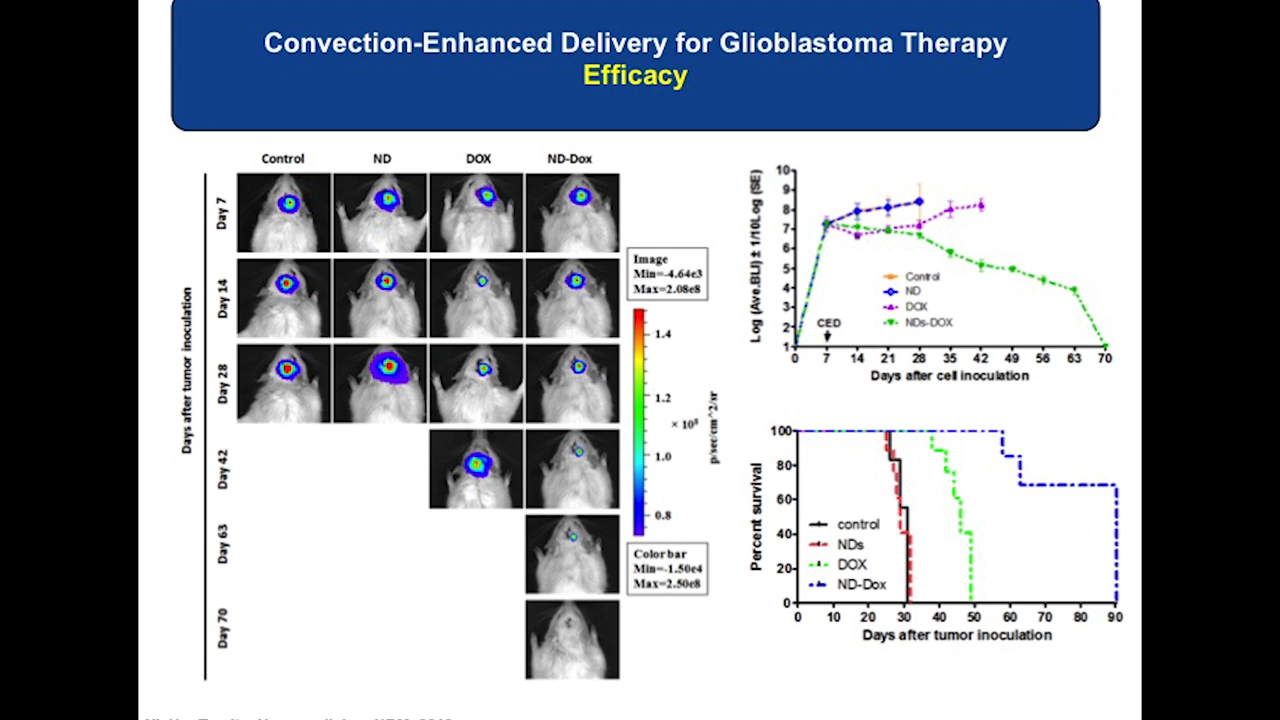 Convection-Enhanced Delivery for Glioblastoma Therapy
Efficacy
Control ND DOX ND-Dox
Days after tumor inoculation
Day 7
Day 14
Day 28
Day 42
Day 63
Day 70
Image
Min=-4.64e3
Max=2.08e8
1.4
1.2
× 10⁸
1.0
0.8
p/sec/cm^2/sr
Color bar
Min=-1.50e4
Max=2.50e8
Log (Ave.BLI) ± 1/10Log (SE)
10
9
8
7
6
5
4
3
2
1
Control
ND
DOX
NDs-DOX
CED
0 7 14 21 28 35 42 49 56 63 70
Days after cell inoculation
Percent survival
100
80
60
40
20
0
control
NDs
DOX
ND-Dox
0 10 20 30 40 50 60 70 80 90
Days after tumor inoculation